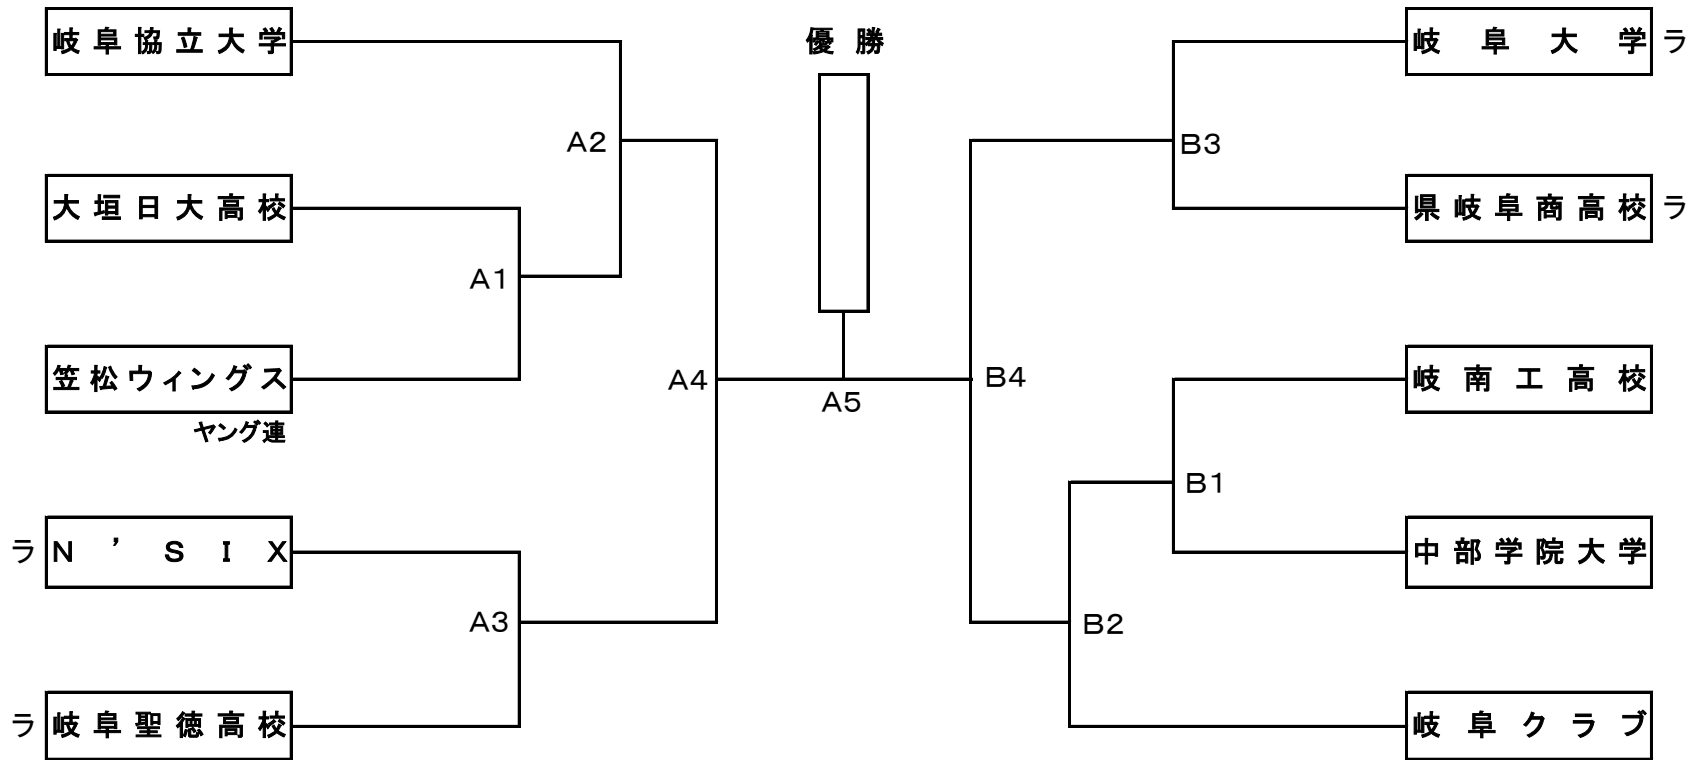 岐阜協立大学
優勝
岐阜大学 ラ
A2
B3
大垣日大高校
県岐阜商高校 ラ
A1
笠松ウィングス
ヤング連
A4
A5
B4
岐南工高校
B1
ラ N’SIX
中部学院大学
A3
B2
ラ 岐阜聖徳高校
岐阜クラブ